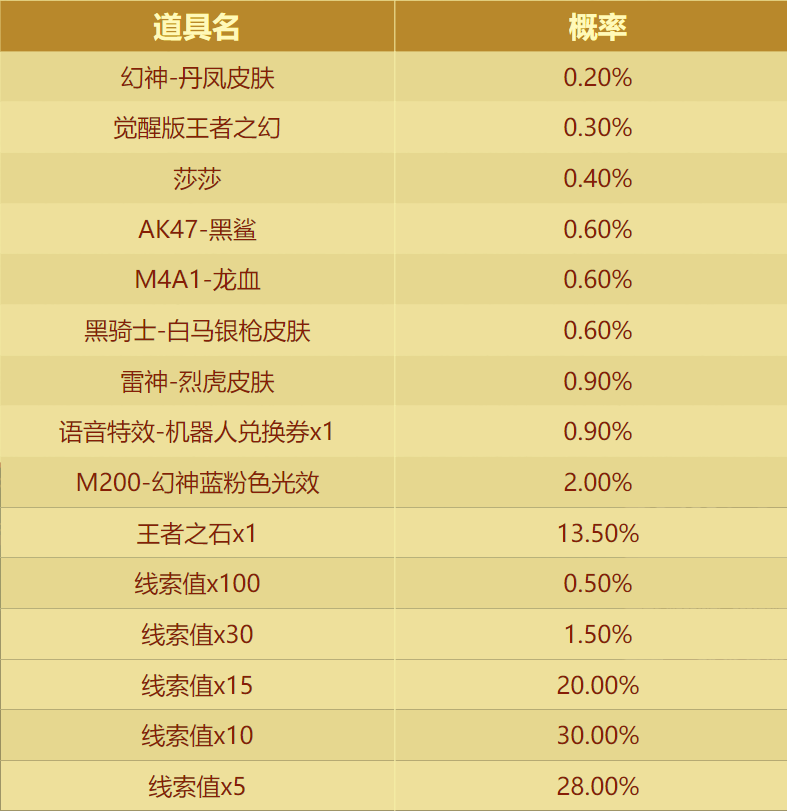 道具名 概率
幻神-丹凤皮肤 0.20%
觉醒版王者之幻 0.30%
莎莎 0.40%
AK47-黑鲨 0.60%
M4A1-龙血 0.60%
黑骑士-白马银枪皮肤 0.60%
雷神-烈虎皮肤 0.90%
语音特效-机器人兑换券x1 0.90%
M200-幻神蓝粉色光效 2.00%
王者之石x1 13.50%
线索值x100 0.50%
线索值x30 1.50%
线索值x15 20.00%
线索值x10 30.00%
线索值x5 28.00%